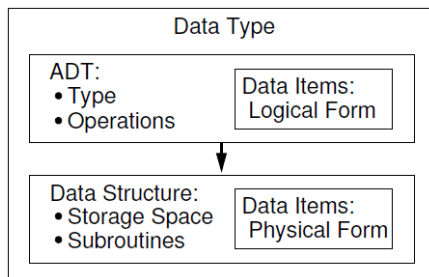 Data Type
ADT:
• Type
• Operations
Data Items:
Logical Form
Data Structure:
• Storage Space
• Subroutines
Data Items:
Physical Form